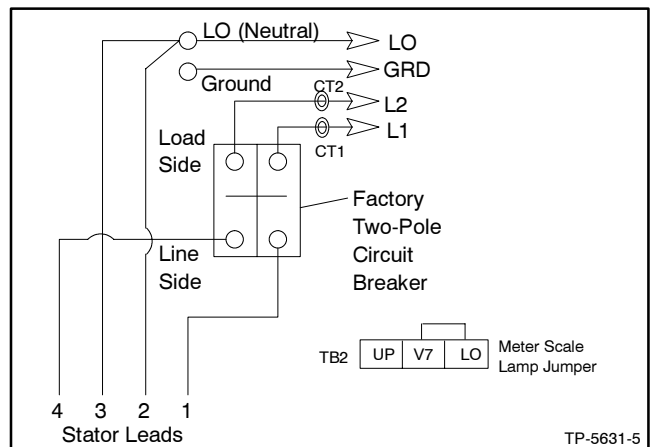 LO (Neutral)
LO
GRD
Ground
CT2
L2
L1
CT1
Load
Side
Factory
Two-Pole
Circuit
Breaker
Line
Side
TB2
UP
V7
LO
Meter Scale
Lamp Jumper
4 3 2 1
Stator Leads
TP-5631-5